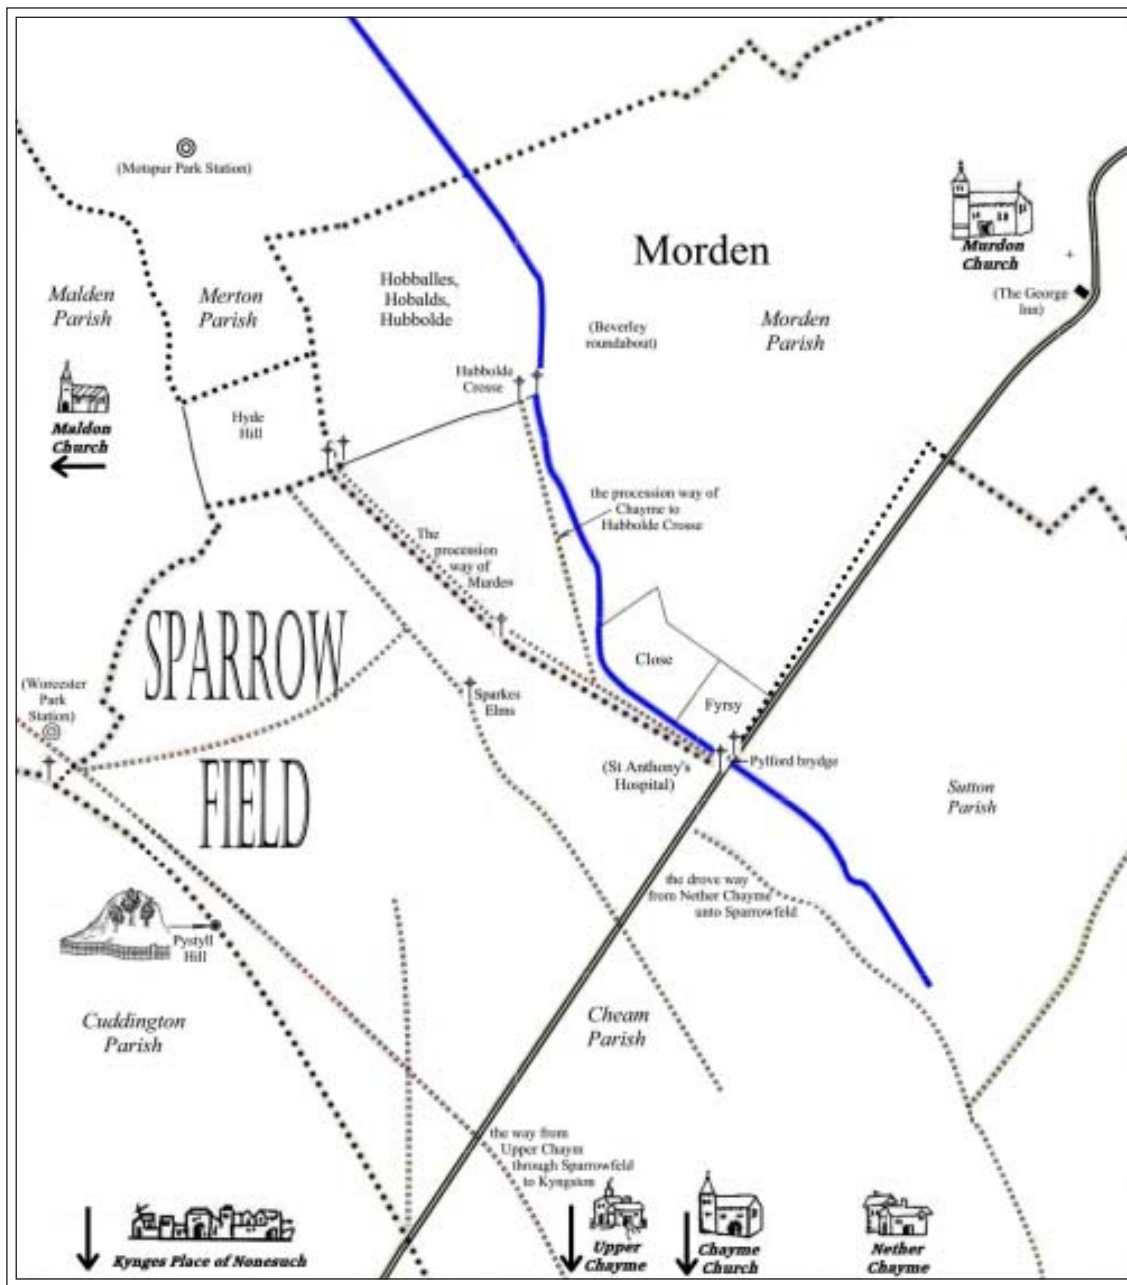 (Motspur Park Station)
Morden
Murdon
Church
(The George
Inn)
Malden
Parish
Merton
Parish
Hobballes,
Hobalds,
Hubbolde
(Beverley
roundabout)
Morden
Parish
Hubbolde
Crosse
Maldon
Church
Hyde
Hill
the procession way of
Chayme to
Hubbolde Crosse
The
procession
way of
Murden
SPARROW
FIELD
(Worcester
Park
Station)
Sparkes
Elms
Close
Fyrsy
(St Anthony's
Hospital)
Pylford brydge
Sutton
Parish
the drove way
from Nether Chayme
unto Sparrowfeld
Pystyll
Hill
Cuddington
Parish
Cheam
Parish
the way from
Upper Chaym
through Sparrowfeld
to Kyngston
Kynges Place of Nonesuch
Upper
Chayme
Chayme
Church
Nether
Chayme